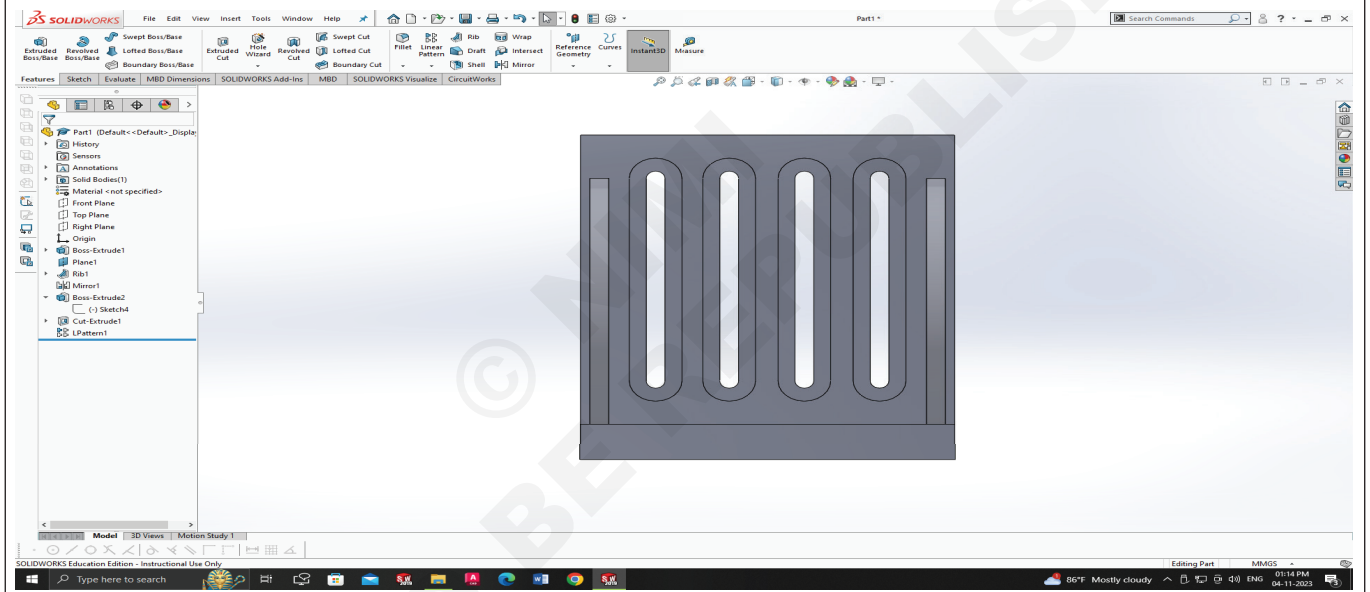 SOLIDWORKS File Edit View Insert Tools Window Help Part1 * Search Commands
Extruded Boss/Base Revolved Boss/Base Swept Boss/Base Lofted Boss/Base Boundary Boss/Base Extruded Cut Hole Wizard Revolved Cut Swept Cut Lofted Cut Boundary Cut Fillet Linear Pattern Rib Draft Shell Wrap Intersect Mirror Reference Geometry Curves Instant3D Measure
Features Sketch Evaluate MBD Dimensions SOLIDWORKS Add-Ins MBD SOLIDWORKS Visualize CircuitWorks
Part1 (Default<<Default>_Display
History
Sensors
Annotations
Solid Bodies(1)
Material <not specified>
Front Plane
Top Plane
Right Plane
Origin
Boss-Extrude1
Plane1
Rib1
Mirror1
Boss-Extrude2
(-) Sketch4
Cut-Extrude1
LPattern1
© NIMI
BE REPUBLISHE
Model 3D Views Motion Study 1
SOLIDWORKS Education Edition - Instructional Use Only Editing Part MMGS
Type here to search 86°F Mostly cloudy ENG 01:14 PM
04-11-2023